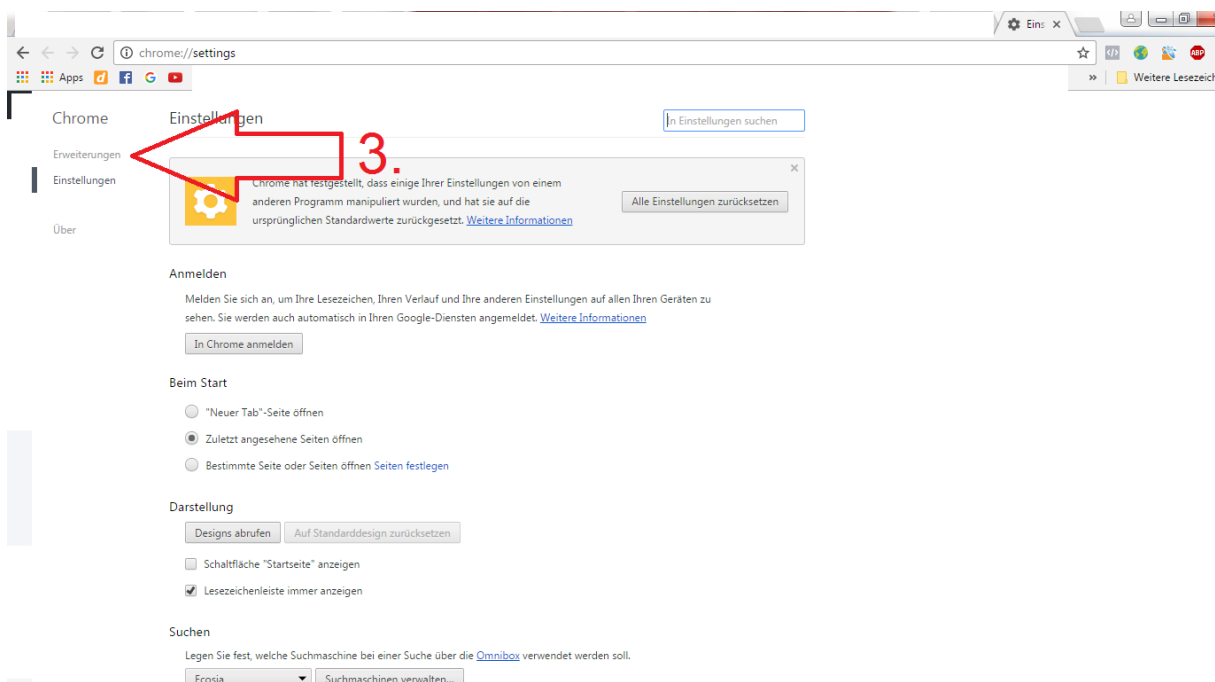 Eins
chrome://settings
ABP
Apps
Weitere Lesezeich
Chrome
Einstellungen
In Einstellungen suchen
Erweiterungen
3.
Einstellungen
Chrome hat festgestellt, dass einige Ihrer Einstellungen von einem
anderen Programm manipuliert wurden, und hat sie auf die
ursprünglichen Standardwerte zurückgesetzt. Weitere Informationen
Alle Einstellungen zurücksetzen
Über
Anmelden
Melden Sie sich an, um Ihre Lesezeichen, Ihren Verlauf und Ihre anderen Einstellungen auf allen Ihren Geräten zu
sehen. Sie werden auch automatisch in Ihren Google-Diensten angemeldet. Weitere Informationen
In Chrome anmelden
Beim Start
"Neuer Tab"-Seite öffnen
Zuletzt angesehene Seiten öffnen
Bestimmte Seite oder Seiten öffnen Seiten festlegen
Darstellung
Designs abrufen
Auf Standarddesign zurücksetzen
Schaltfläche "Startseite" anzeigen
Lesezeichenleiste immer anzeigen
Suchen
Legen Sie fest, welche Suchmaschine bei einer Suche über die Omnibox verwendet werden soll.
Ecosia
Suchmaschinen verwalten...